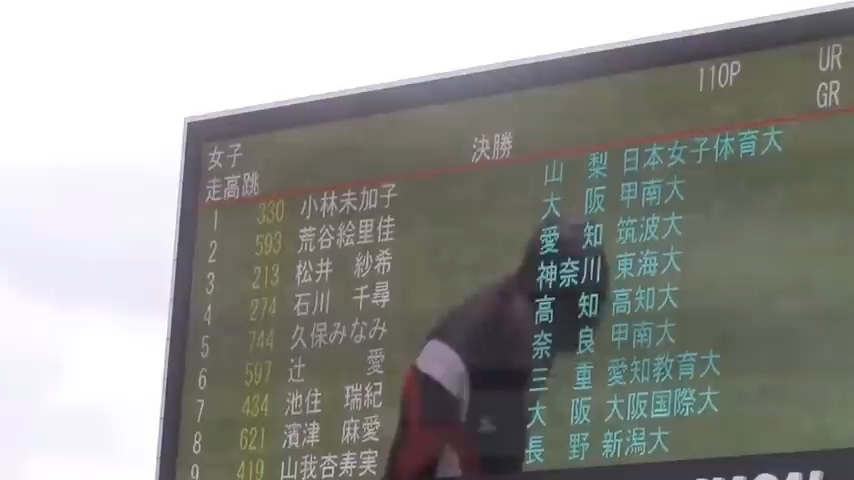 110P UR
GR
女子 決勝
走高跳
1 330 小林未加子 山 梨 日本女子体育大
2 593 荒谷絵里佳 大 阪 甲南大
3 213 松井 紗希 愛 知 筑波大
4 274 石川 千尋 神奈川 東海大
5 744 久保みなみ 高 知 高知大
6 597 辻 愛 奈 良 甲南大
7 434 池住 瑞紀 三 重 愛知教育大
8 621 濱津 麻愛 大 阪 大阪国際大
9 419 山我杏寿実 長 野 新潟大